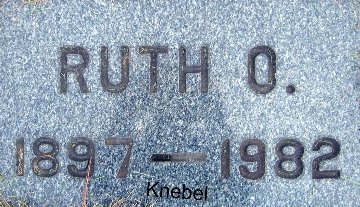 RUTH O.
1897 — 1982
Knebel